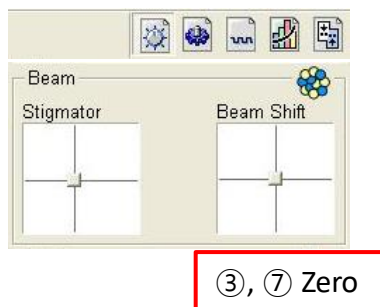 Beam
Stigmator Beam Shift
③, ⑦ Zero